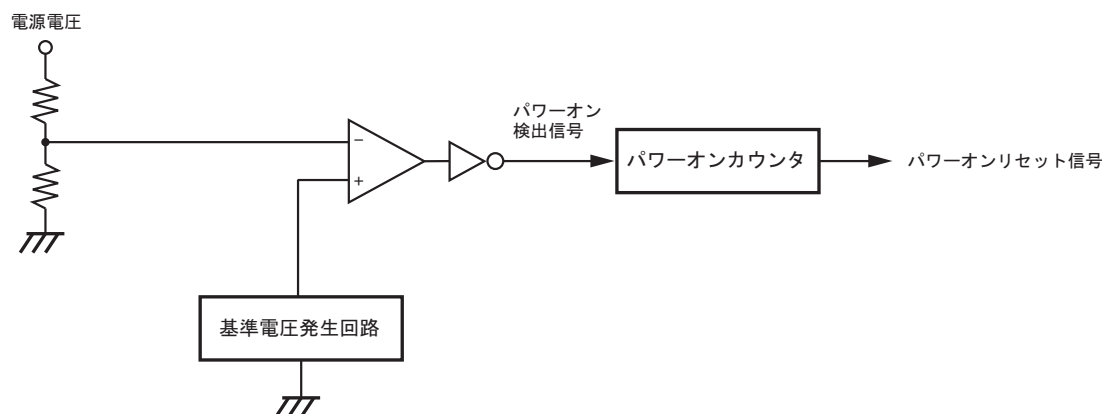 電源電圧
パワーオン
検出信号
−
+
パワーオンカウンタ
パワーオンリセット信号
基準電圧発生回路